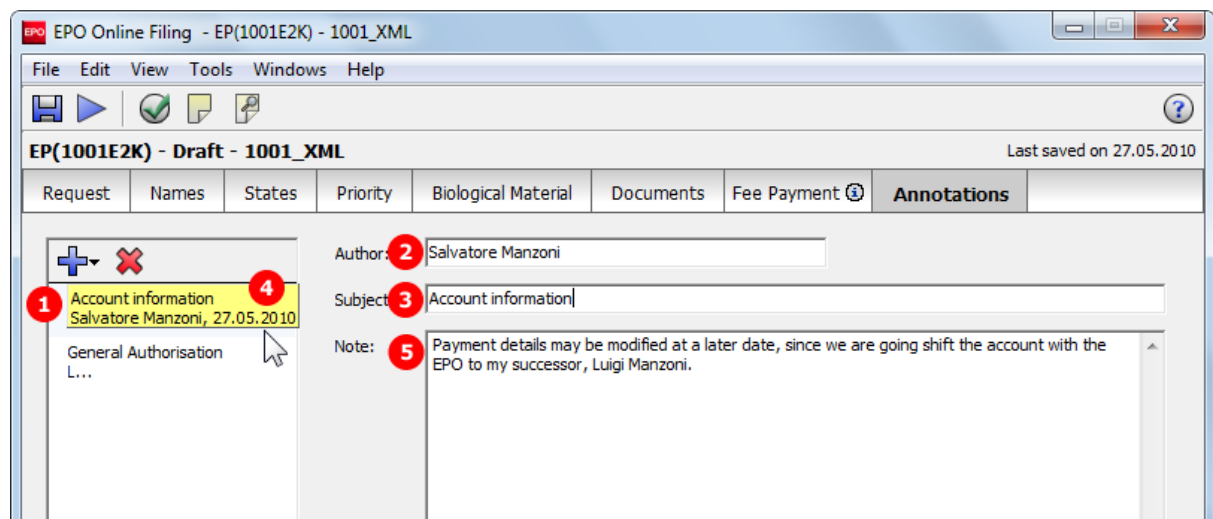 EPO EPO Online Filing - EP(1001E2K) - 1001_XML
X
File Edit View Tools Windows Help
?
EP(1001E2K) - Draft - 1001_XML Last saved on 27.05.2010
Request Names States Priority Biological Material Documents Fee Payment i Annotations
Author: 2 Salvatore Manzoni
1 Account information 4
Salvatore Manzoni, 27.05.2010
Subject 3 Account information
General Authorisation
L...
Note: 5 Payment details may be modified at a later date, since we are going shift the account with the
EPO to my successor, Luigi Manzoni.